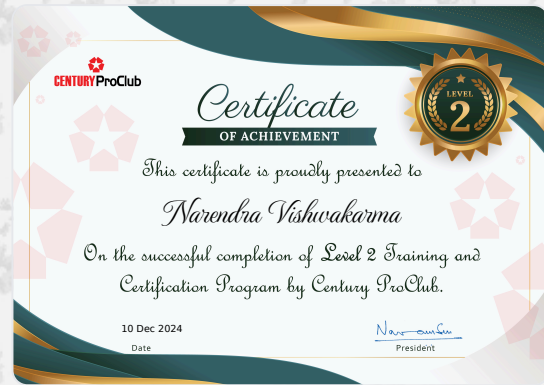 CENTURY ProClub
LEVEL
2
Certificate
OF ACHIEVEMENT
This certificate is proudly presented to
Narendra Vishwakarma
On the successful completion of Level 2 Training and
Certification Program by Century ProClub.
10 Dec 2024
Date
President